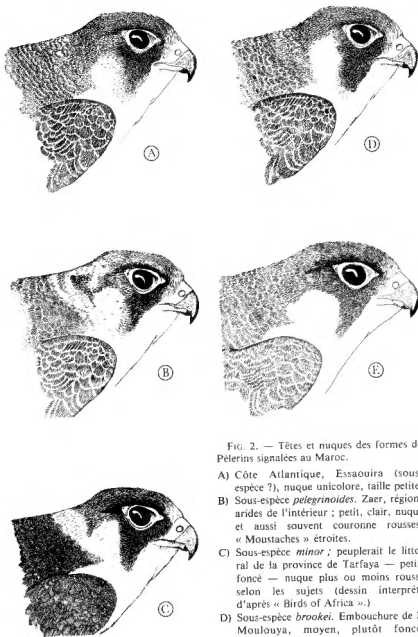 A
D
B
E
C
FIG. 2. — Têtes et nuques des formes d
Pèlerins signalées au Maroc.
A) Côte Atlantique, Essaouira (sous
espèce ?), nuque unicolore, taille petite
B) Sous-espèce pelegrinoides. Zaer, région
arides de l'intérieur ; petit, clair, nuqu
et aussi souvent couronne rousses
« Moustaches » étroites.
C) Sous-espèce minor ; peuplerait le litto
ral de la province de Tarfaya — peti
foncé — nuque plus ou moins rouss
selon les sujets (dessin interprét
d'après « Birds of Africa ».)
D) Sous-espèce brookei. Embouchure de l
Moulouya, moyen, plutôt foncé